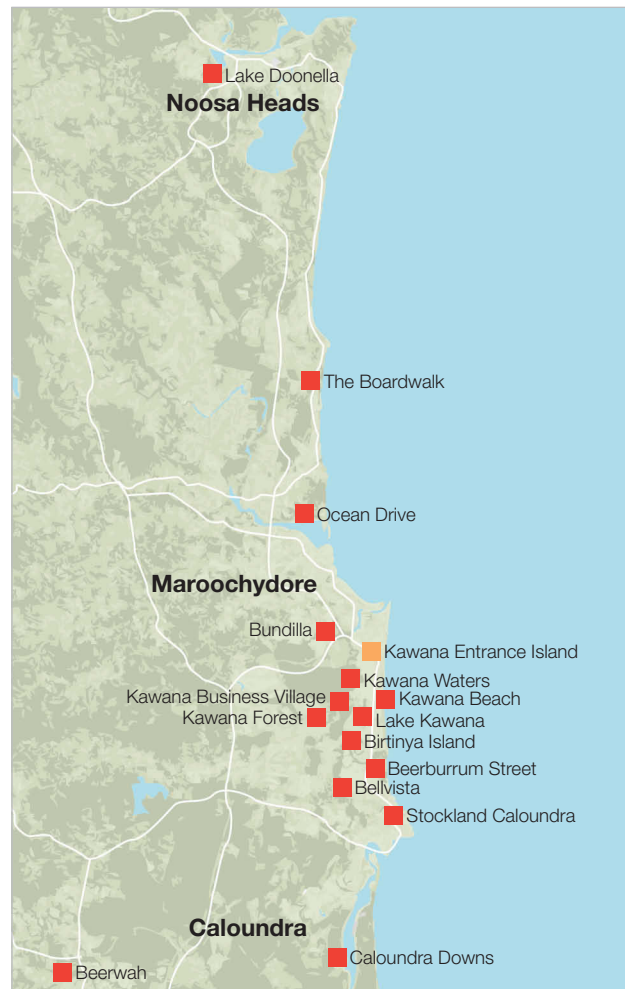 Lake Doonella
Noosa Heads
The Boardwalk
Ocean Drive
Maroochydore
Bundilla
Kawana Entrance Island
Kawana Waters
Kawana Business Village
Kawana Beach
Kawana Forest
Lake Kawana
Birtinya Island
Beerburrum Street
Bellvista
Stockland Caloundra
Caloundra
Caloundra Downs
Beerwah